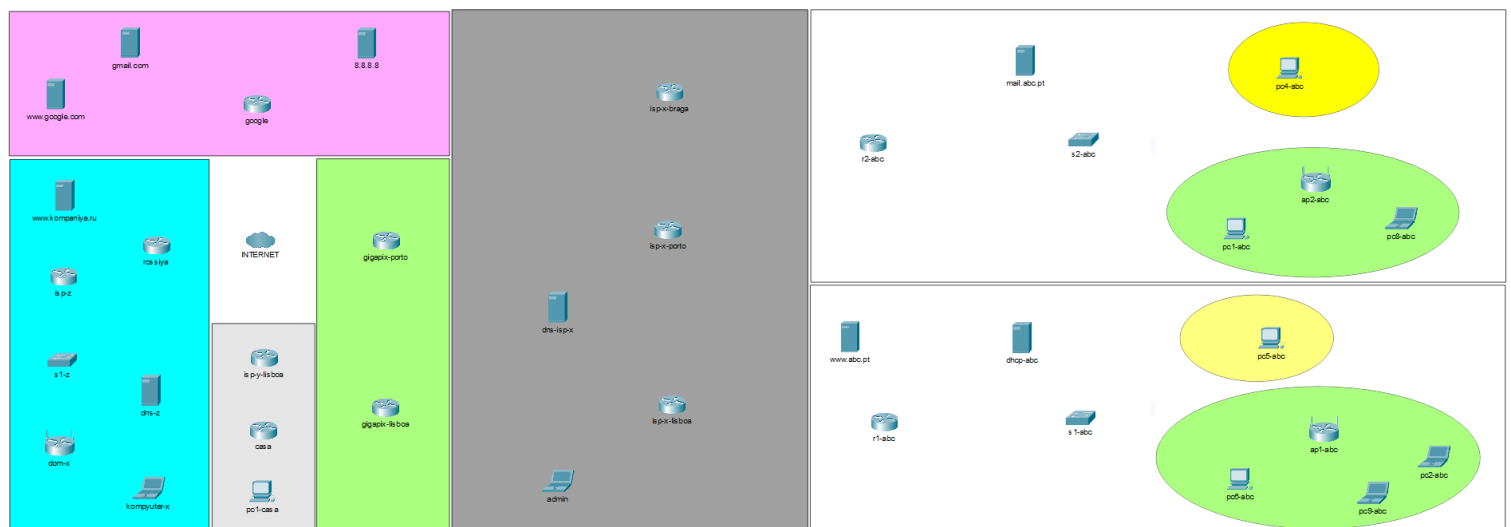 gmail.com
8.8.8.8
www.google.com
google
www.kompaniya.ru
rossiya
isp-z
s1-z
dns-z
dom-x
kompyuter-x
INTERNET
isp-y-lisboa
casa
pc1-casa
gigapix-porto
gigapix-lisboa
isp-x-braga
isp-x-porto
dns-isp-x
isp-x-lisboa
admin
mail.abc.pt
pc4-abc
r2-abc
s2-abc
ap2-abc
pc1-abc
pc8-abc
www.abc.pt
dhcp-abc
pc5-abc
r1-abc
s1-abc
ap1-abc
pc2-abc
pc6-abc
pc9-abc